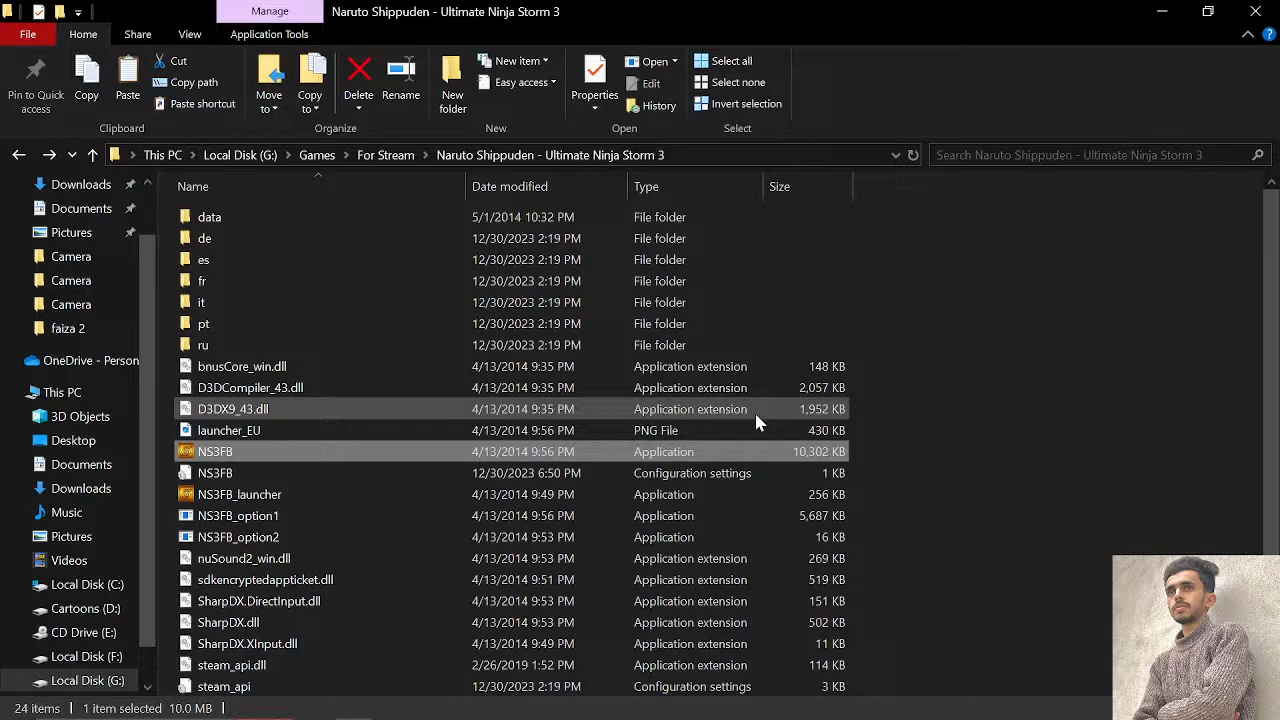 Manage
Naruto Shippuden - Ultimate Ninja Storm 3
File Home Share View Application Tools
Pin to Quick access
Copy
Paste
Cut
Copy path
Paste shortcut
Clipboard
Move to
Copy to
Delete
Rename
Organize
New folder
New item
Easy access
New
Properties
Open
Edit
History
Open
Select all
Select none
Invert selection
Select
This PC > Local Disk (G:) > Games > For Stream > Naruto Shippuden - Ultimate Ninja Storm 3
Search Naruto Shippuden - Ultimate Ninja Storm 3
Downloads
Documents
Pictures
Camera
Camera
Camera
faiza 2
OneDrive - Person
This PC
3D Objects
Desktop
Documents
Downloads
Music
Pictures
Videos
Local Disk (C:)
Cartoons (D:)
CD Drive (E:)
Local Disk (F:)
Local Disk (G:)
Name Date modified Type Size
data 5/1/2014 10:32 PM File folder
de 12/30/2023 2:19 PM File folder
es 12/30/2023 2:19 PM File folder
fr 12/30/2023 2:19 PM File folder
it 12/30/2023 2:19 PM File folder
pt 12/30/2023 2:19 PM File folder
ru 12/30/2023 2:19 PM File folder
bnusCore_win.dll 4/13/2014 9:35 PM Application extension 148 KB
D3DCompiler_43.dll 4/13/2014 9:35 PM Application extension 2,057 KB
D3DX9_43.dll 4/13/2014 9:35 PM Application extension 1,952 KB
launcher_EU 4/13/2014 9:56 PM PNG File 430 KB
NS3FB 4/13/2014 9:56 PM Application 10,302 KB
NS3FB 12/30/2023 6:50 PM Configuration settings 1 KB
NS3FB_launcher 4/13/2014 9:49 PM Application 256 KB
NS3FB_option1 4/13/2014 9:56 PM Application 5,687 KB
NS3FB_option2 4/13/2014 9:56 PM Application 16 KB
nuSound2_win.dll 4/13/2014 9:53 PM Application extension 269 KB
sdkencryptedappticket.dll 4/13/2014 9:51 PM Application extension 519 KB
SharpDX.DirectInput.dll 4/13/2014 9:53 PM Application extension 151 KB
SharpDX.dll 4/13/2014 9:53 PM Application extension 502 KB
SharpDX.XInput.dll 4/13/2014 9:49 PM Application extension 11 KB
steam_api.dll 2/26/2019 1:52 PM Application extension 114 KB
steam_api 12/30/2023 2:19 PM Configuration settings 3 KB
24 items 1 item selected 10.0 MB